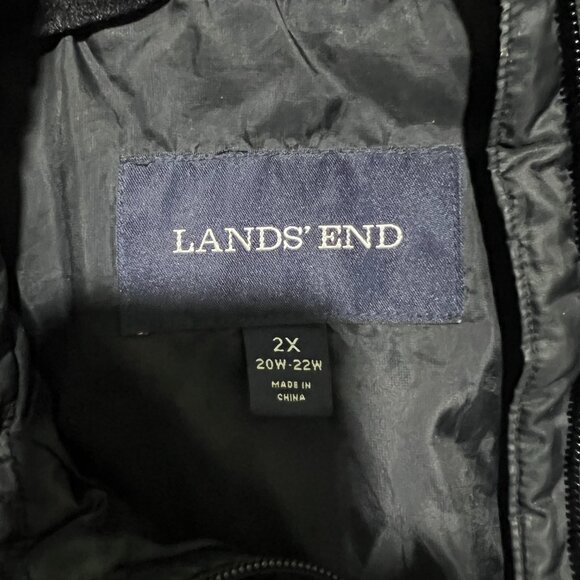 LANDS' END
2X
20W-22W
MADE IN
CHINA